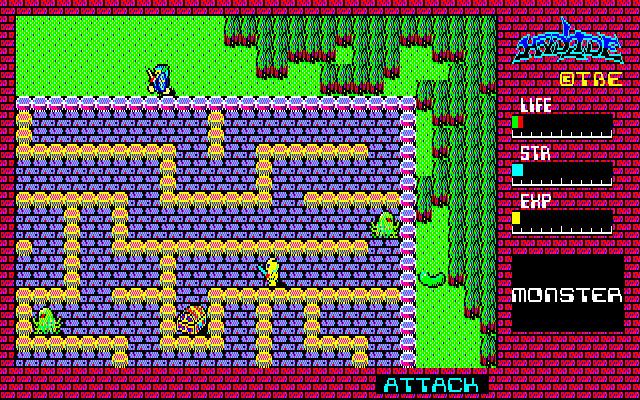 HYDLIDE
©T&E
LIFE
STR
EXP
MONSTER
ATTACK